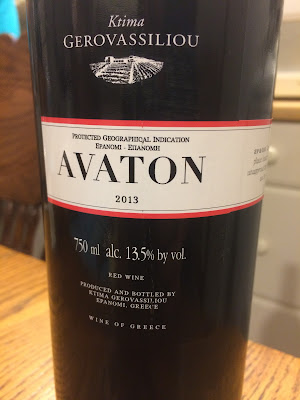 Ktima
GEROVASSILIOU
PROTECTED GEOGRAPHICAL INDICATION
EPANOMI - ΕΠΑΝΟΜΗ
AVATON
2013
750 ml alc. 13.5% by vol.
RED WINE
PRODUCED AND BOTTLED BY
KTIMA GEROVASSILIOU
EPANOMI, GREECE
WINE OF GREECE